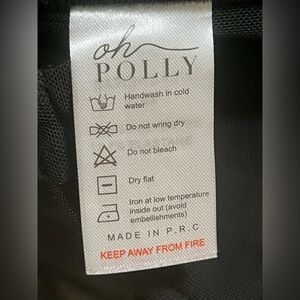 oh
POLLY
Handwash in cold
water
Do not wring dry
Do not bleach
Dry flat
Iron at low temperature
inside out (avoid
embellishments)
MADE IN P.R.C
KEEP AWAY FROM FIRE